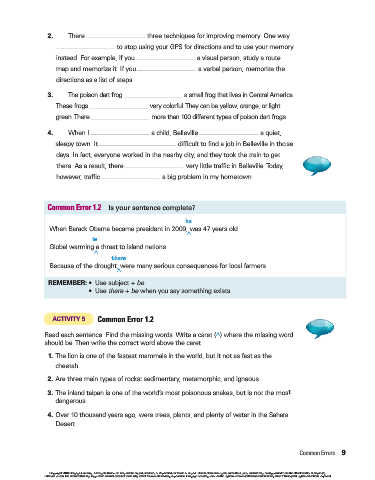 2. There ______ three techniques for improving memory. One way
______ to stop using your GPS for directions and to use your memory
instead. For example, if you ______ a visual person, study a route
map and memorize it. If you ______ a verbal person, memorize the
directions as a list of steps.
3. The poison dart frog ______ a small frog that lives in Central America.
These frogs ______ very colorful. They can be yellow, orange, or light
green. There ______ more than 100 different types of poison dart frogs.
4. When I ______ a child, Belleville ______ a quiet,
sleepy town. It ______ difficult to find a job in Belleville in those
days. In fact, everyone worked in the nearby city, and they took the train to get
there. As a result, there ______ very little traffic in Belleville. Today,
however, traffic ______ a big problem in my hometown.
Common Error 1.2 Is your sentence complete?
he
When Barack Obama became president in 2009,^was 47 years old.
is
Global warming^a threat to island nations.
there
Because of the drought,^were many serious consequences for local farmers.
REMEMBER: • Use subject + be
• Use there + be when you say something exists.
ACTIVITY 5 Common Error 1.2
Read each sentence. Find the missing words. Write a caret (^) where the missing word
should be. Then write the correct word above the caret.
1. The lion is one of the fastest mammals in the world, but it not as fast as the
cheetah.
2. Are three main types of rocks: sedimentary, metamorphic, and igneous.
3. The inland taipan is one of the world's most poisonous snakes, but is not the most
dangerous.
4. Over 10 thousand years ago, were trees, plants, and plenty of water in the Sahara
Desert.
Common Errors 9